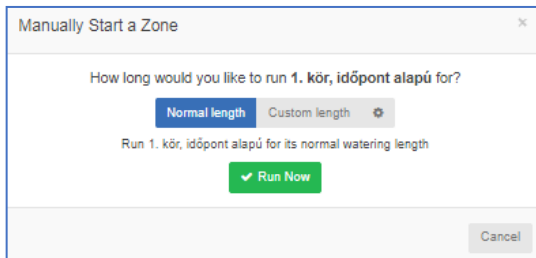 Manually Start a Zone ×
How long would you like to run 1. kör, időpont alapú for?
Normal length Custom length
Run 1. kör, időpont alapú for its normal watering length
✔ Run Now
Cancel